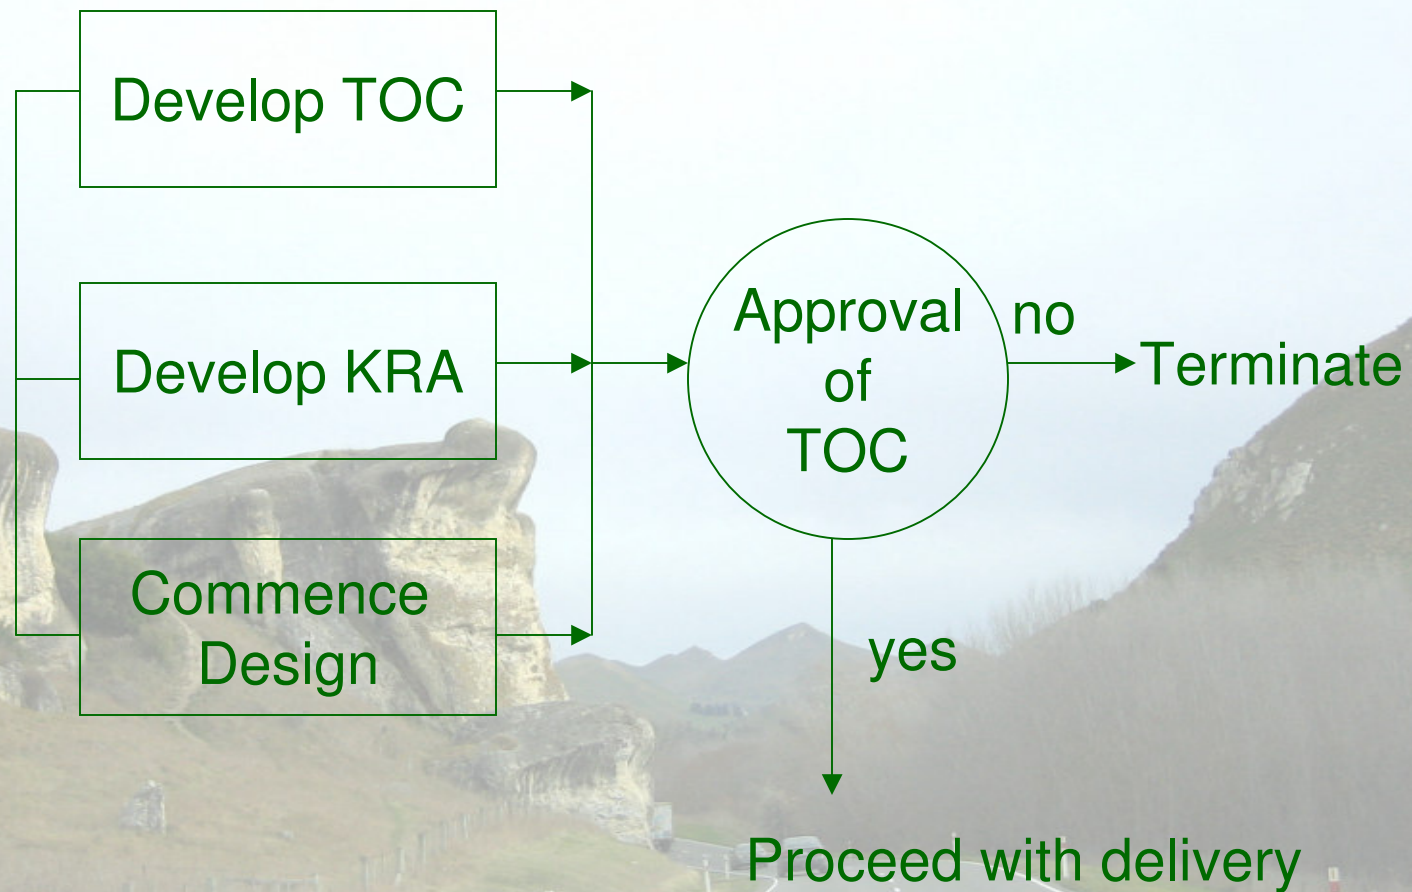 Develop TOC
Develop KRA
Commence
Design
Approval
of
TOC
no
Terminate
yes
Proceed with delivery